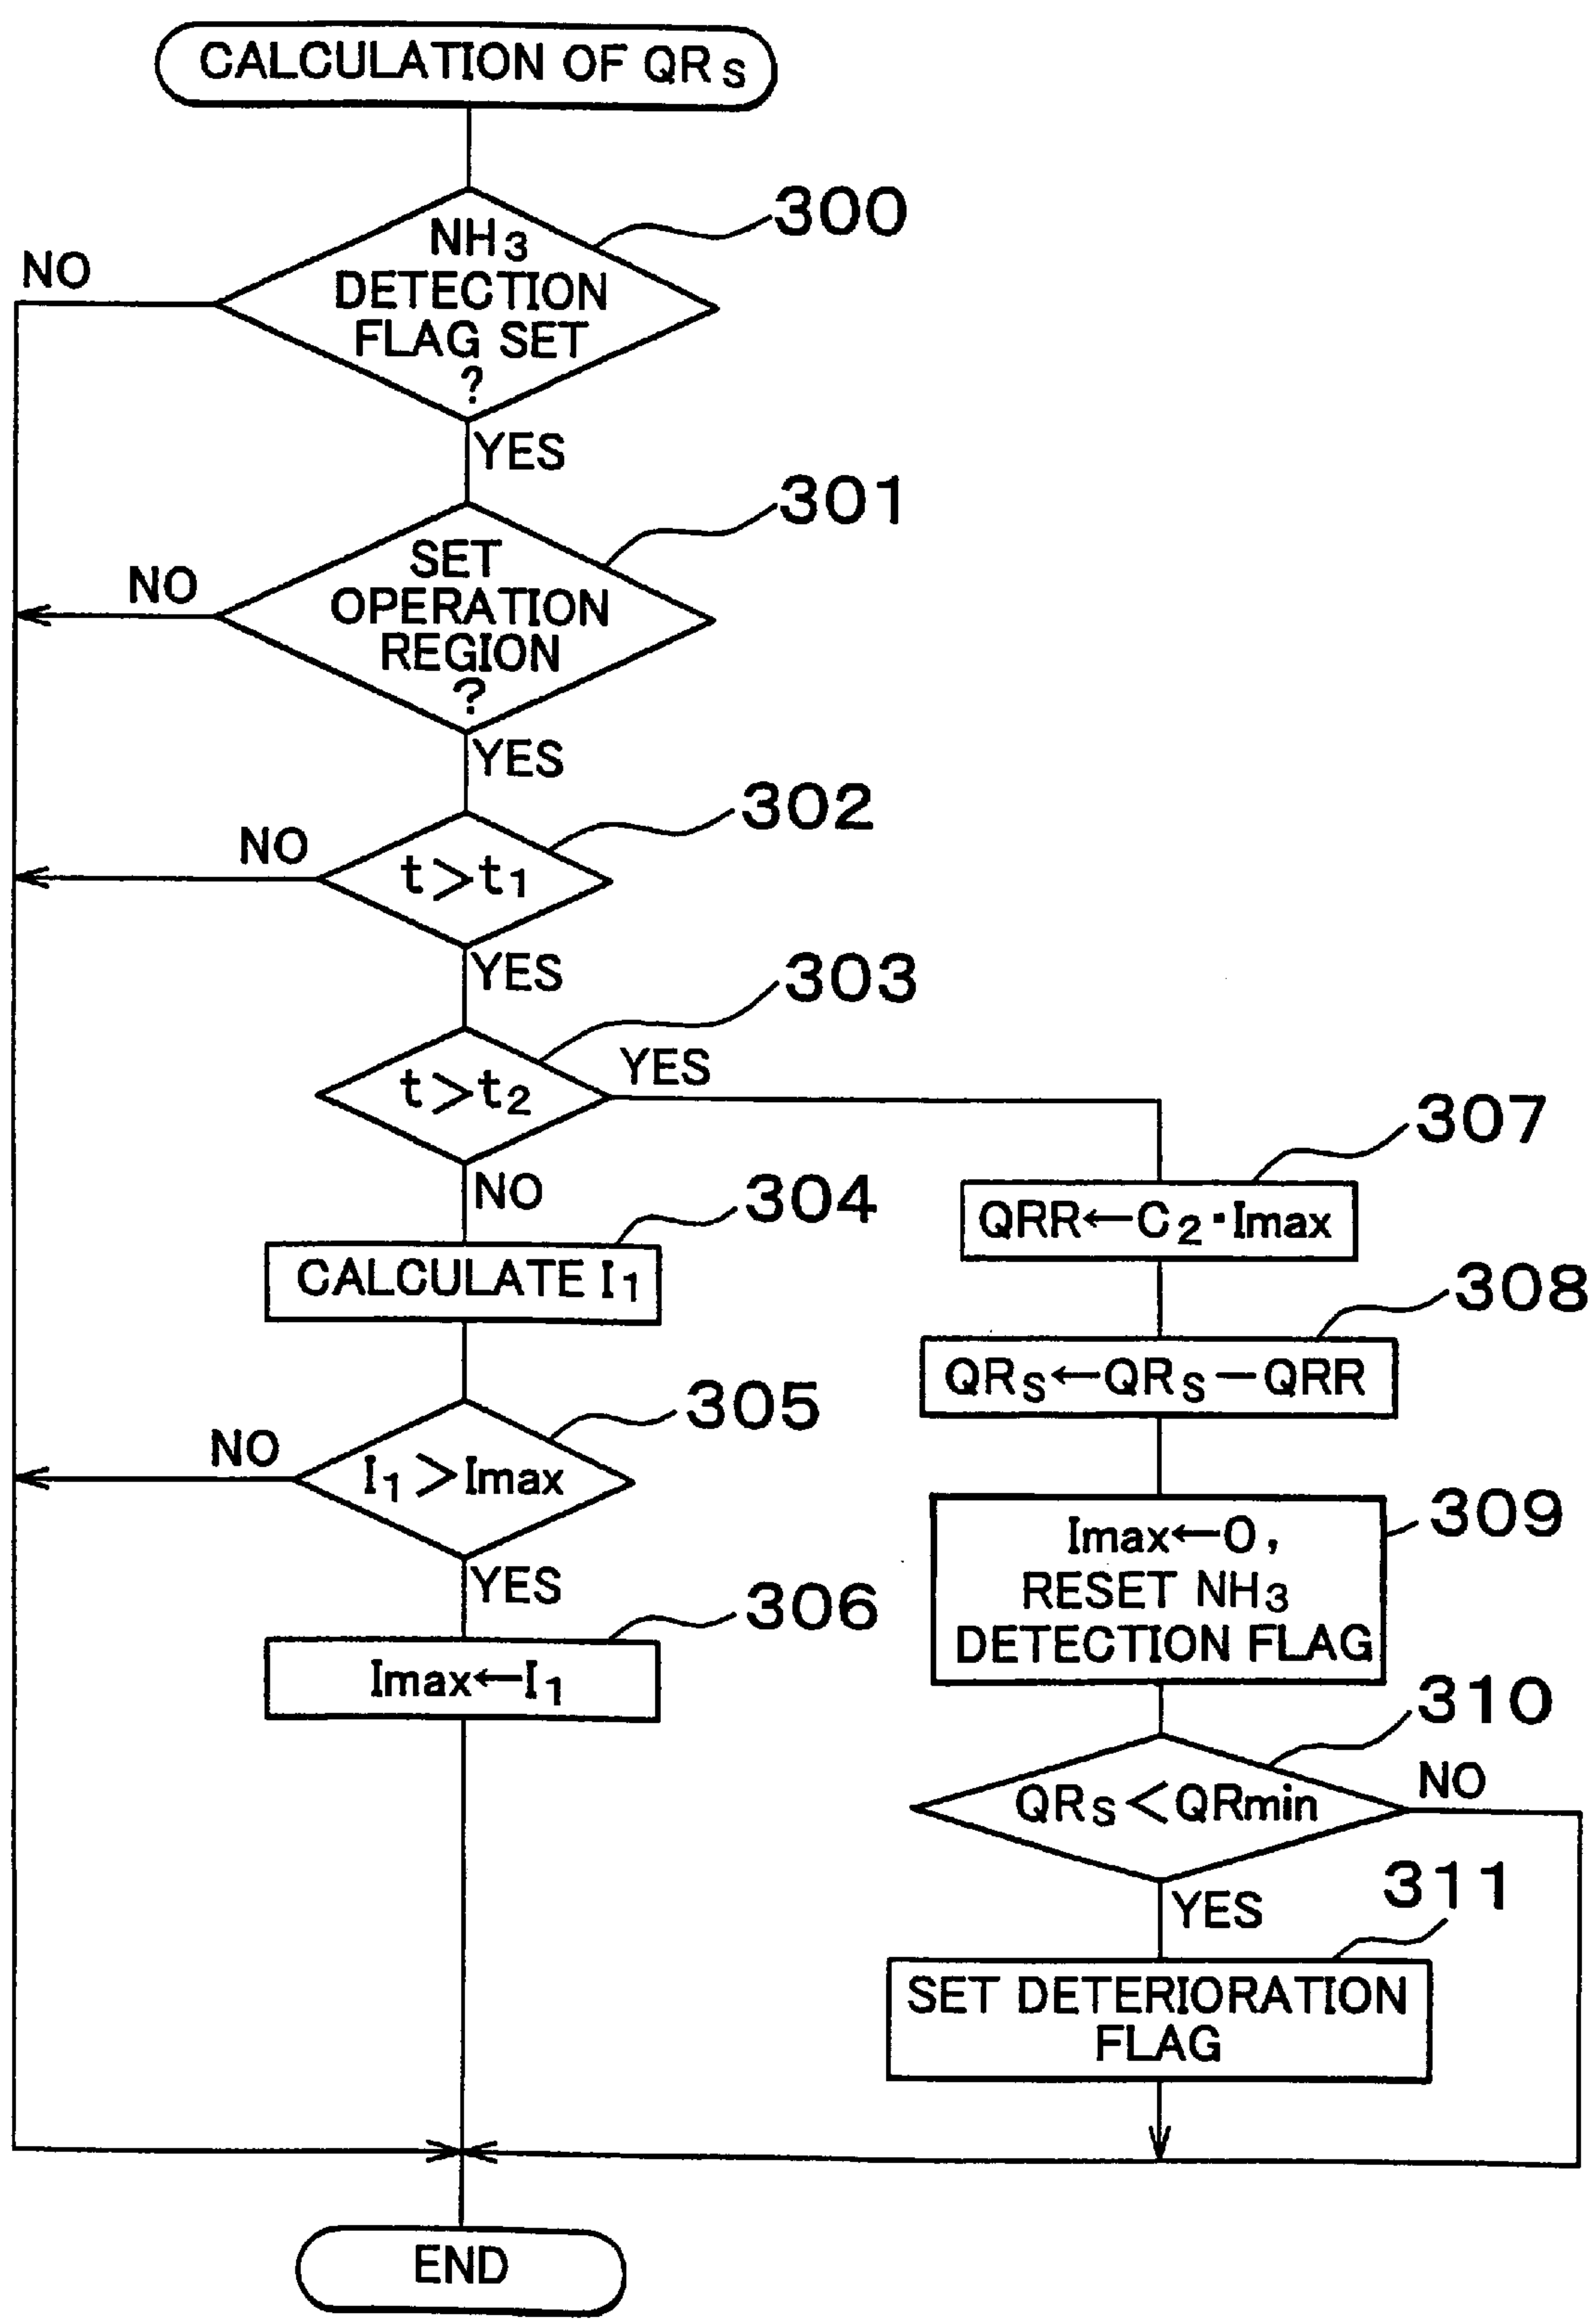 CALCULATION OF QRS
300
NH3
DETECTION
FLAG SET
?
NO
YES
301
SET
OPERATION
REGION
?
NO
YES
302
t>t1
NO
YES
303
t>t2
YES
NO
304
CALCULATE I1
305
I1>Imax
NO
YES
306
Imax←I1
307
QRR←C2·Imax
308
QRS←QRS−QRR
309
Imax←0,
RESET NH3
DETECTION FLAG
310
QRS<QRmin
NO
YES
311
SET DETERIORATION
FLAG
END